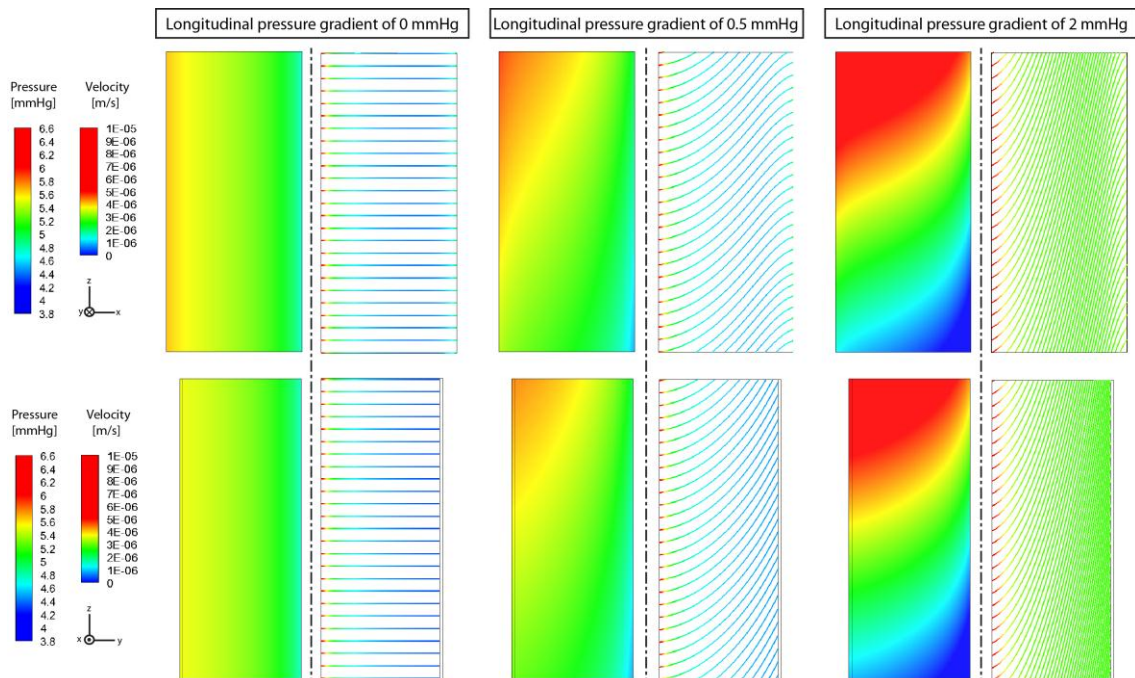 Longitudinal pressure gradient of 0 mmHg
Longitudinal pressure gradient of 0.5 mmHg
Longitudinal pressure gradient of 2 mmHg
Pressure
[mmHg]
Velocity
[m/s]
6.6
6.4
6.2
6
5.8
5.6
5.4
5.2
5
4.8
4.6
4.4
4.2
4
3.8
1E-05
9E-06
8E-06
7E-06
6E-06
5E-06
4E-06
3E-06
2E-06
1E-06
0
z
y
x
Pressure
[mmHg]
Velocity
[m/s]
6.6
6.4
6.2
6
5.8
5.6
5.4
5.2
5
4.8
4.6
4.4
4.2
4
3.8
1E-05
9E-06
8E-06
7E-06
6E-06
5E-06
4E-06
3E-06
2E-06
1E-06
0
z
x
y